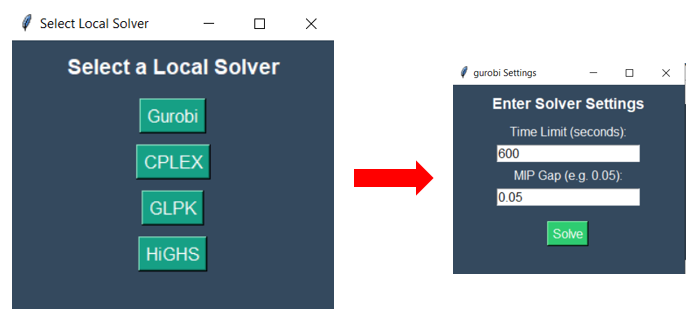 Select Local Solver
Select a Local Solver
Gurobi
CPLEX
GLPK
HiGHS
gurobi Settings
Enter Solver Settings
Time Limit (seconds):
600
MIP Gap (e.g. 0.05):
0.05
Solve